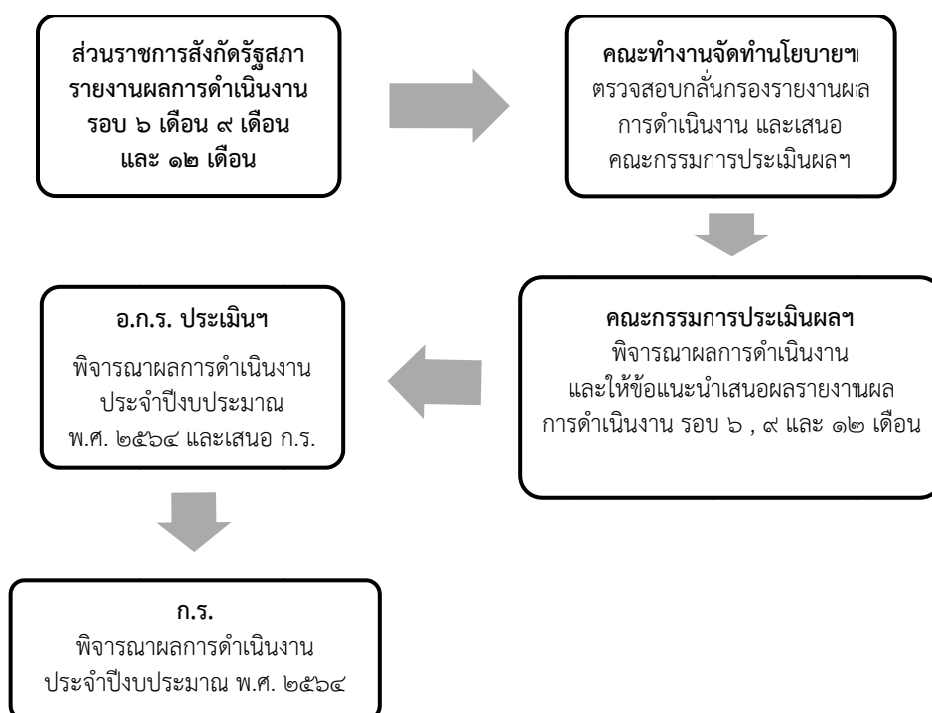 ส่วนราชการสังกัดรัฐสภา
รายงานผลการดำเนินงาน
รอบ ๖ เดือน ๙ เดือน
และ ๑๒ เดือน
คณะทำงานจัดทำนโยบายฯ
ตรวจสอบกลั่นกรองรายงานผล
การดำเนินงาน และเสนอ
คณะกรรมการประเมินผลฯ
คณะกรรมการประเมินผลฯ
พิจารณาผลการดำเนินงาน
และให้ข้อแนะนำเสนอผลรายงานผล
การดำเนินงาน รอบ ๖ , ๙ และ ๑๒ เดือน
อ.ก.ร. ประเมินฯ
พิจารณาผลการดำเนินงาน
ประจำปีงบประมาณ
พ.ศ. ๒๕๖๔ และเสนอ ก.ร.
ก.ร.
พิจารณาผลการดำเนินงาน
ประจำปีงบประมาณ พ.ศ. ๒๕๖๔